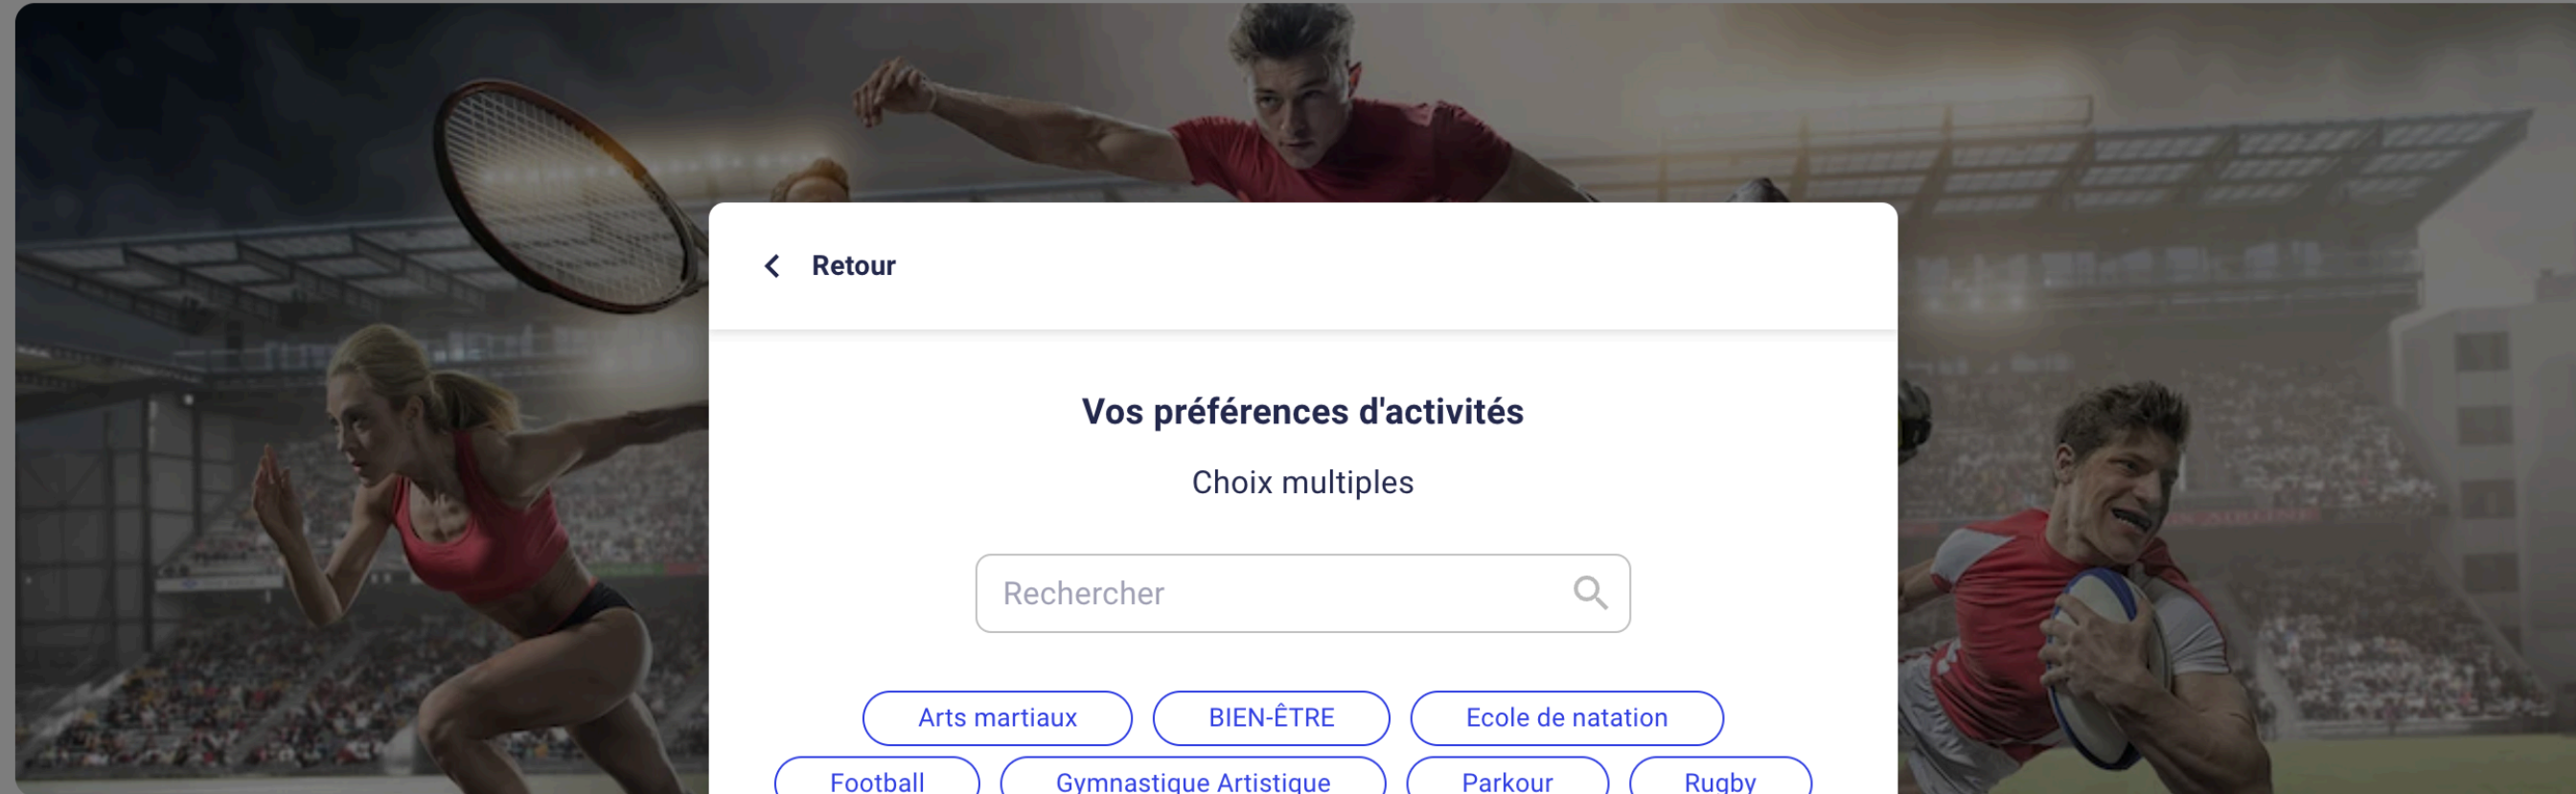 Retour
Vos préférences d'activités
Choix multiples
Rechercher
Arts martiaux BIEN-ÊTRE Ecole de natation
Football Gymnastique Artistique Parkour Rugby